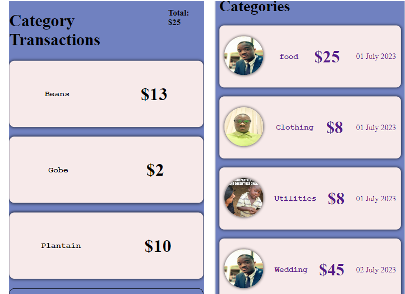 Category
Transactions
Total:
$25
Beans $13
Gobe $2
Plantain $10
Categories
food $25 01 July 2023
Clothing $8 01 July 2023
Utilities $8 01 July 2023
Wedding $45 02 July 2023